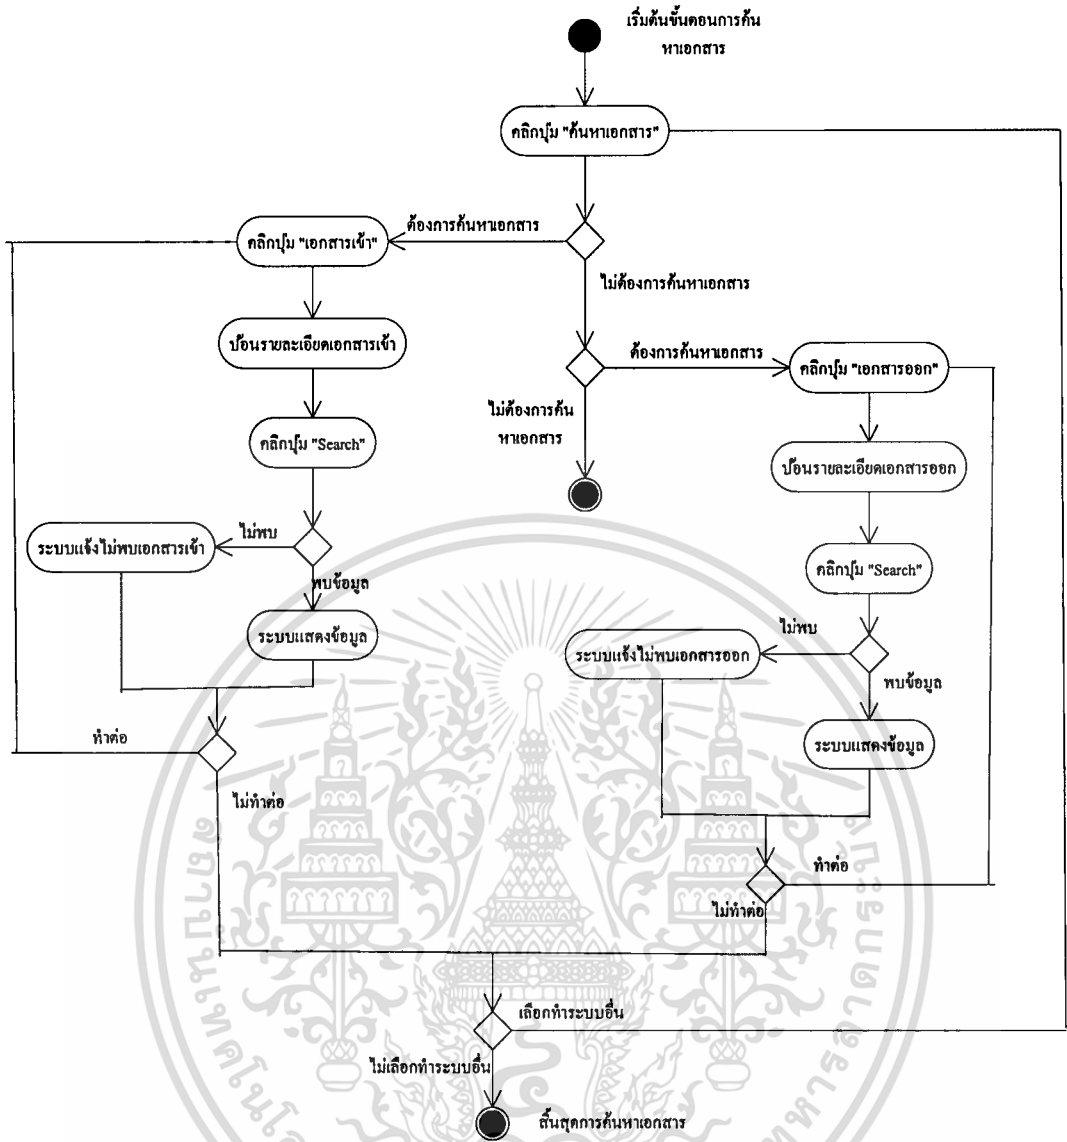 เริ่มต้นขั้นตอนการค้น
หาเอกสาร
คลิกปุ่ม "ค้นหาเอกสาร"
ต้องการค้นหาเอกสาร
คลิกปุ่ม "เอกสารเข้า"
ไม่ต้องการค้นหาเอกสาร
ป้อนรายละเอียดเอกสารเข้า
ต้องการค้นหาเอกสาร
คลิกปุ่ม "เอกสารออก"
ไม่ต้องการค้น
หาเอกสาร
คลิกปุ่ม "Search"
ป้อนรายละเอียดเอกสารออก
ไม่พบ
ระบบแจ้งไม่พบเอกสารเข้า
พบข้อมูล
คลิกปุ่ม "Search"
ระบบแสดงข้อมูล
ไม่พบ
ระบบแจ้งไม่พบเอกสารออก
พบข้อมูล
ทำต่อ
ระบบแสดงข้อมูล
ไม่ทำต่อ
ทำต่อ
ไม่ทำต่อ
เลือกทำระบบอื่น
ไม่เลือกทำระบบอื่น
สิ้นสุดการค้นหาเอกสาร